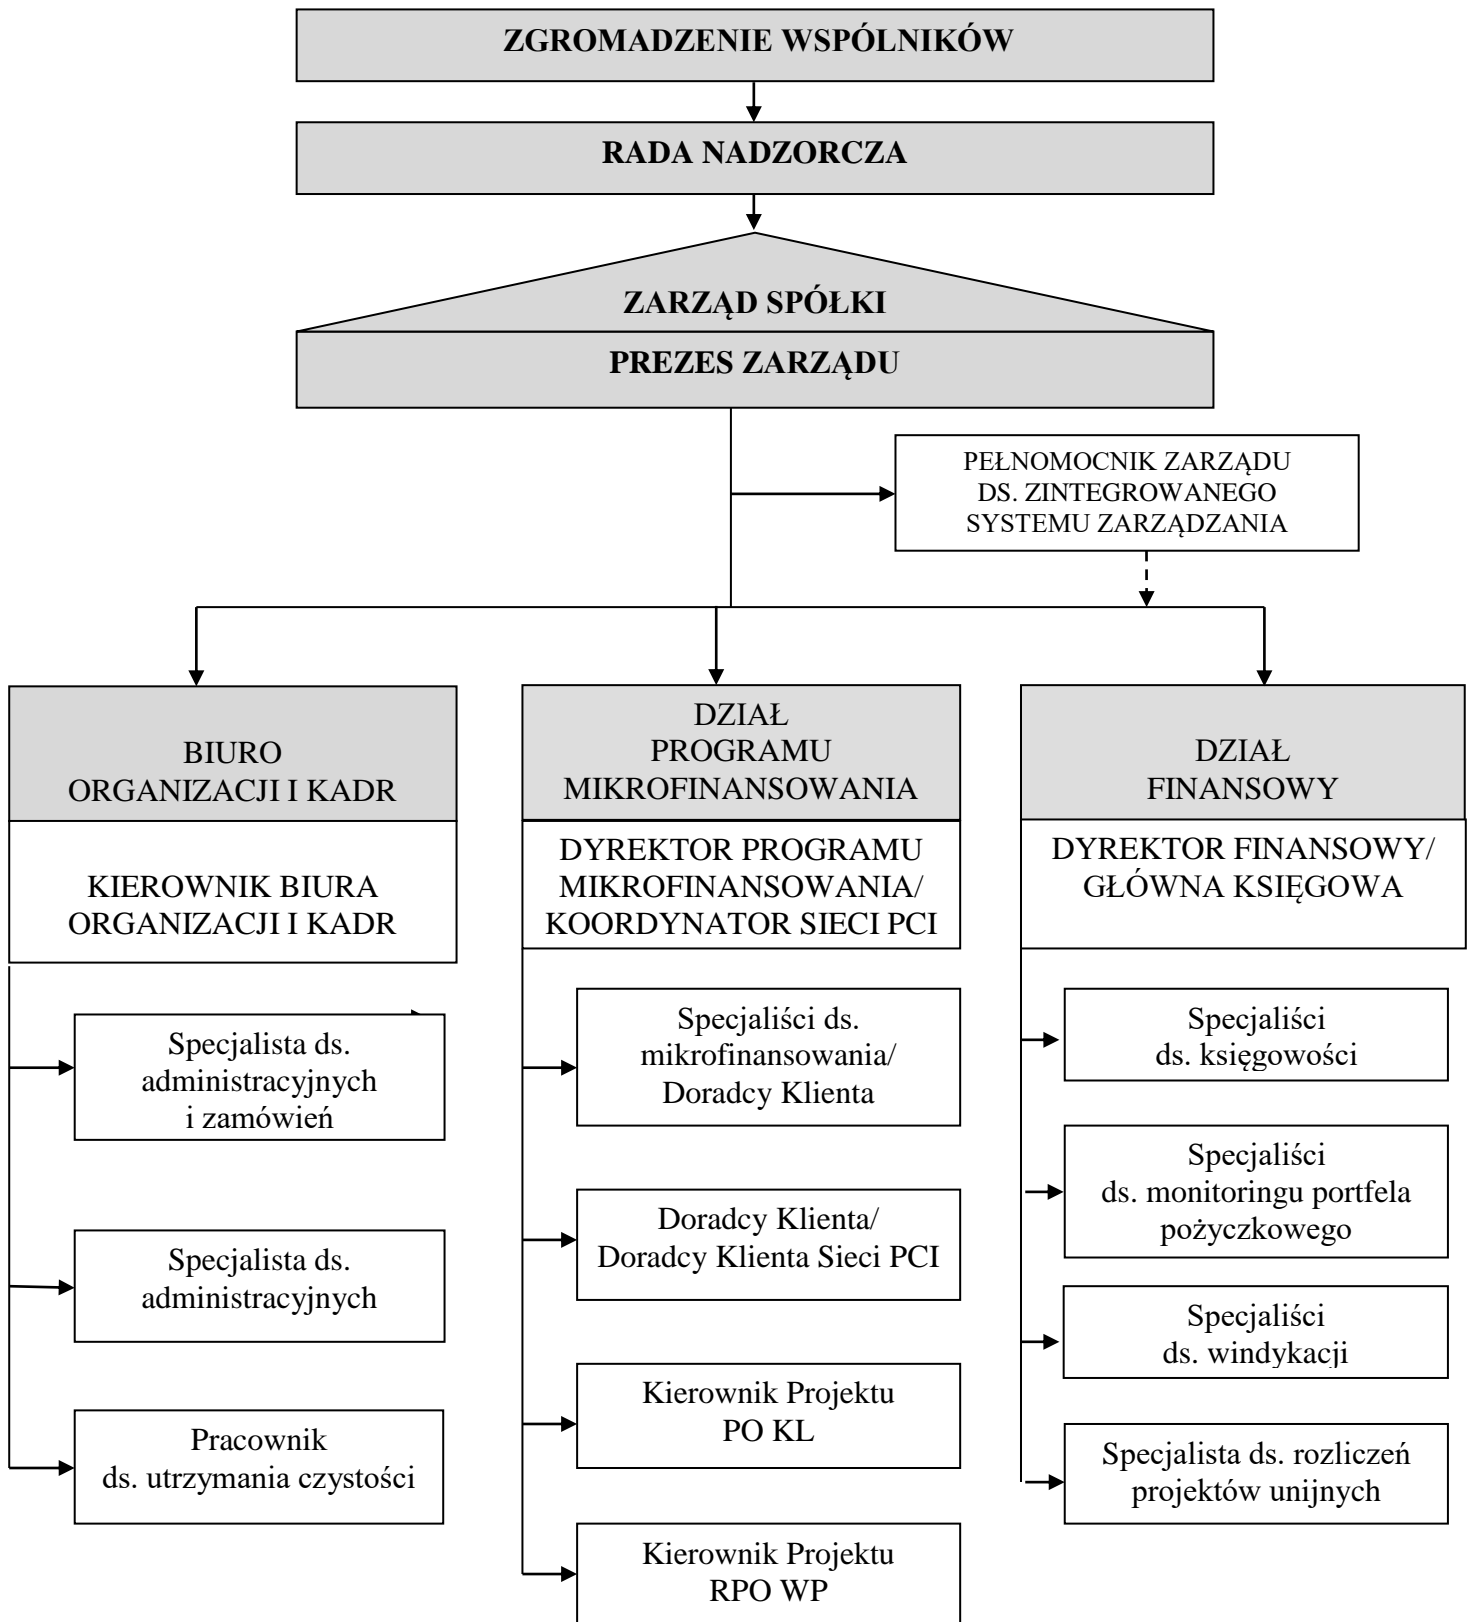 ZGROMADZENIE WSPÓLNIKÓW
RADA NADZORCZA
ZARZĄD SPÓŁKI
PREZES ZARZĄDU
PEŁNOMOCNIK ZARZĄDU
DS. ZINTEGROWANEGO
SYSTEMU ZARZĄDZANIA
BIURO
ORGANIZACJI I KADR
KIEROWNIK BIURA
ORGANIZACJI I KADR
Specjalista ds.
administracyjnych
i zamówień
Specjalista ds.
administracyjnych
Pracownik
ds. utrzymania czystości
DZIAŁ
PROGRAMU
MIKROFINANSOWANIA
DYREKTOR PROGRAMU
MIKROFINANSOWANIA/
KOORDYNATOR SIECI PCI
Specjaliści ds.
mikrofinansowania/
Doradcy Klienta
Doradcy Klienta/
Doradcy Klienta Sieci PCI
Kierownik Projektu
PO KL
Kierownik Projektu
RPO WP
DZIAŁ
FINANSOWY
DYREKTOR FINANSOWY/
GŁÓWNA KSIĘGOWA
Specjaliści
ds. księgowości
Specjaliści
ds. monitoringu portfela
pożyczkowego
Specjaliści
ds. windykacji
Specjalista ds. rozliczeń
projektów unijnych